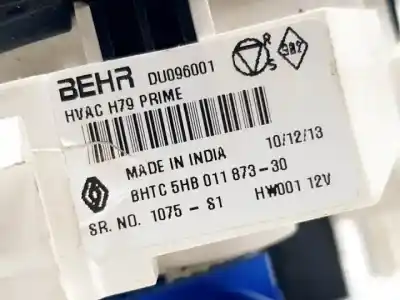 BEHR DU096001
HVAC H79 PRIME
R
S
MADE IN INDIA 10/12/13
BHTC 5HB 011 873-30
SR. NO. 1075 - S1 HW001 12V